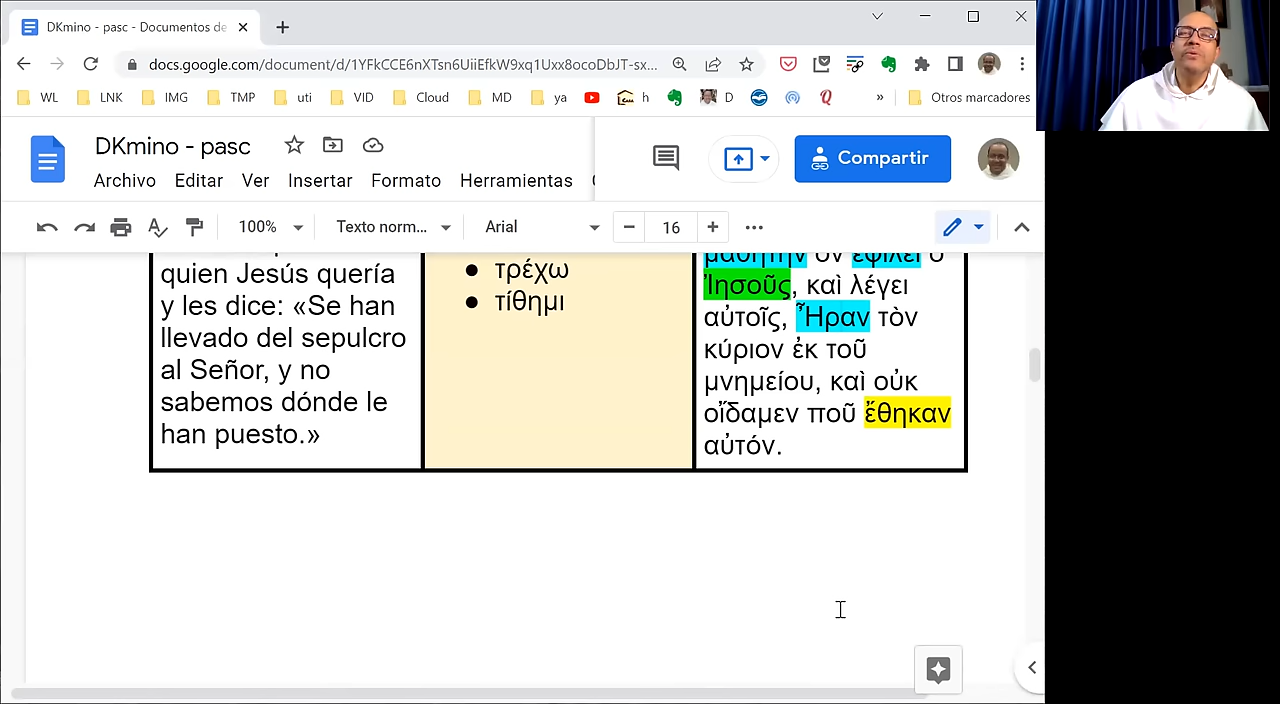 DKmino - pasc - Documentos de
docs.google.com/document/d/1YFkCCE6nXTsn6UiiEfkW9xq1Uxx8ocoDbJT-sx...
WL LNK IMG TMP uti VID Cloud MD ya h D » Otros marcadores
DKmino - pasc
Compartir
Archivo Editar Ver Insertar Formato Herramientas
100% Texto norm... Arial 16
quien Jesús quería
y les dice: «Se han
llevado del sepulcro
al Señor, y no
sabemos dónde le
han puesto.»
● τρέχω
● τίθημι
μαθητὴν ὃν ἐφίλει ὁ
Ἰησοῦς, καὶ λέγει
αὐτοῖς, Ἦραν τὸν
κύριον ἐκ τοῦ
μνημείου, καὶ οὐκ
οἴδαμεν ποῦ ἔθηκαν
αὐτόν.